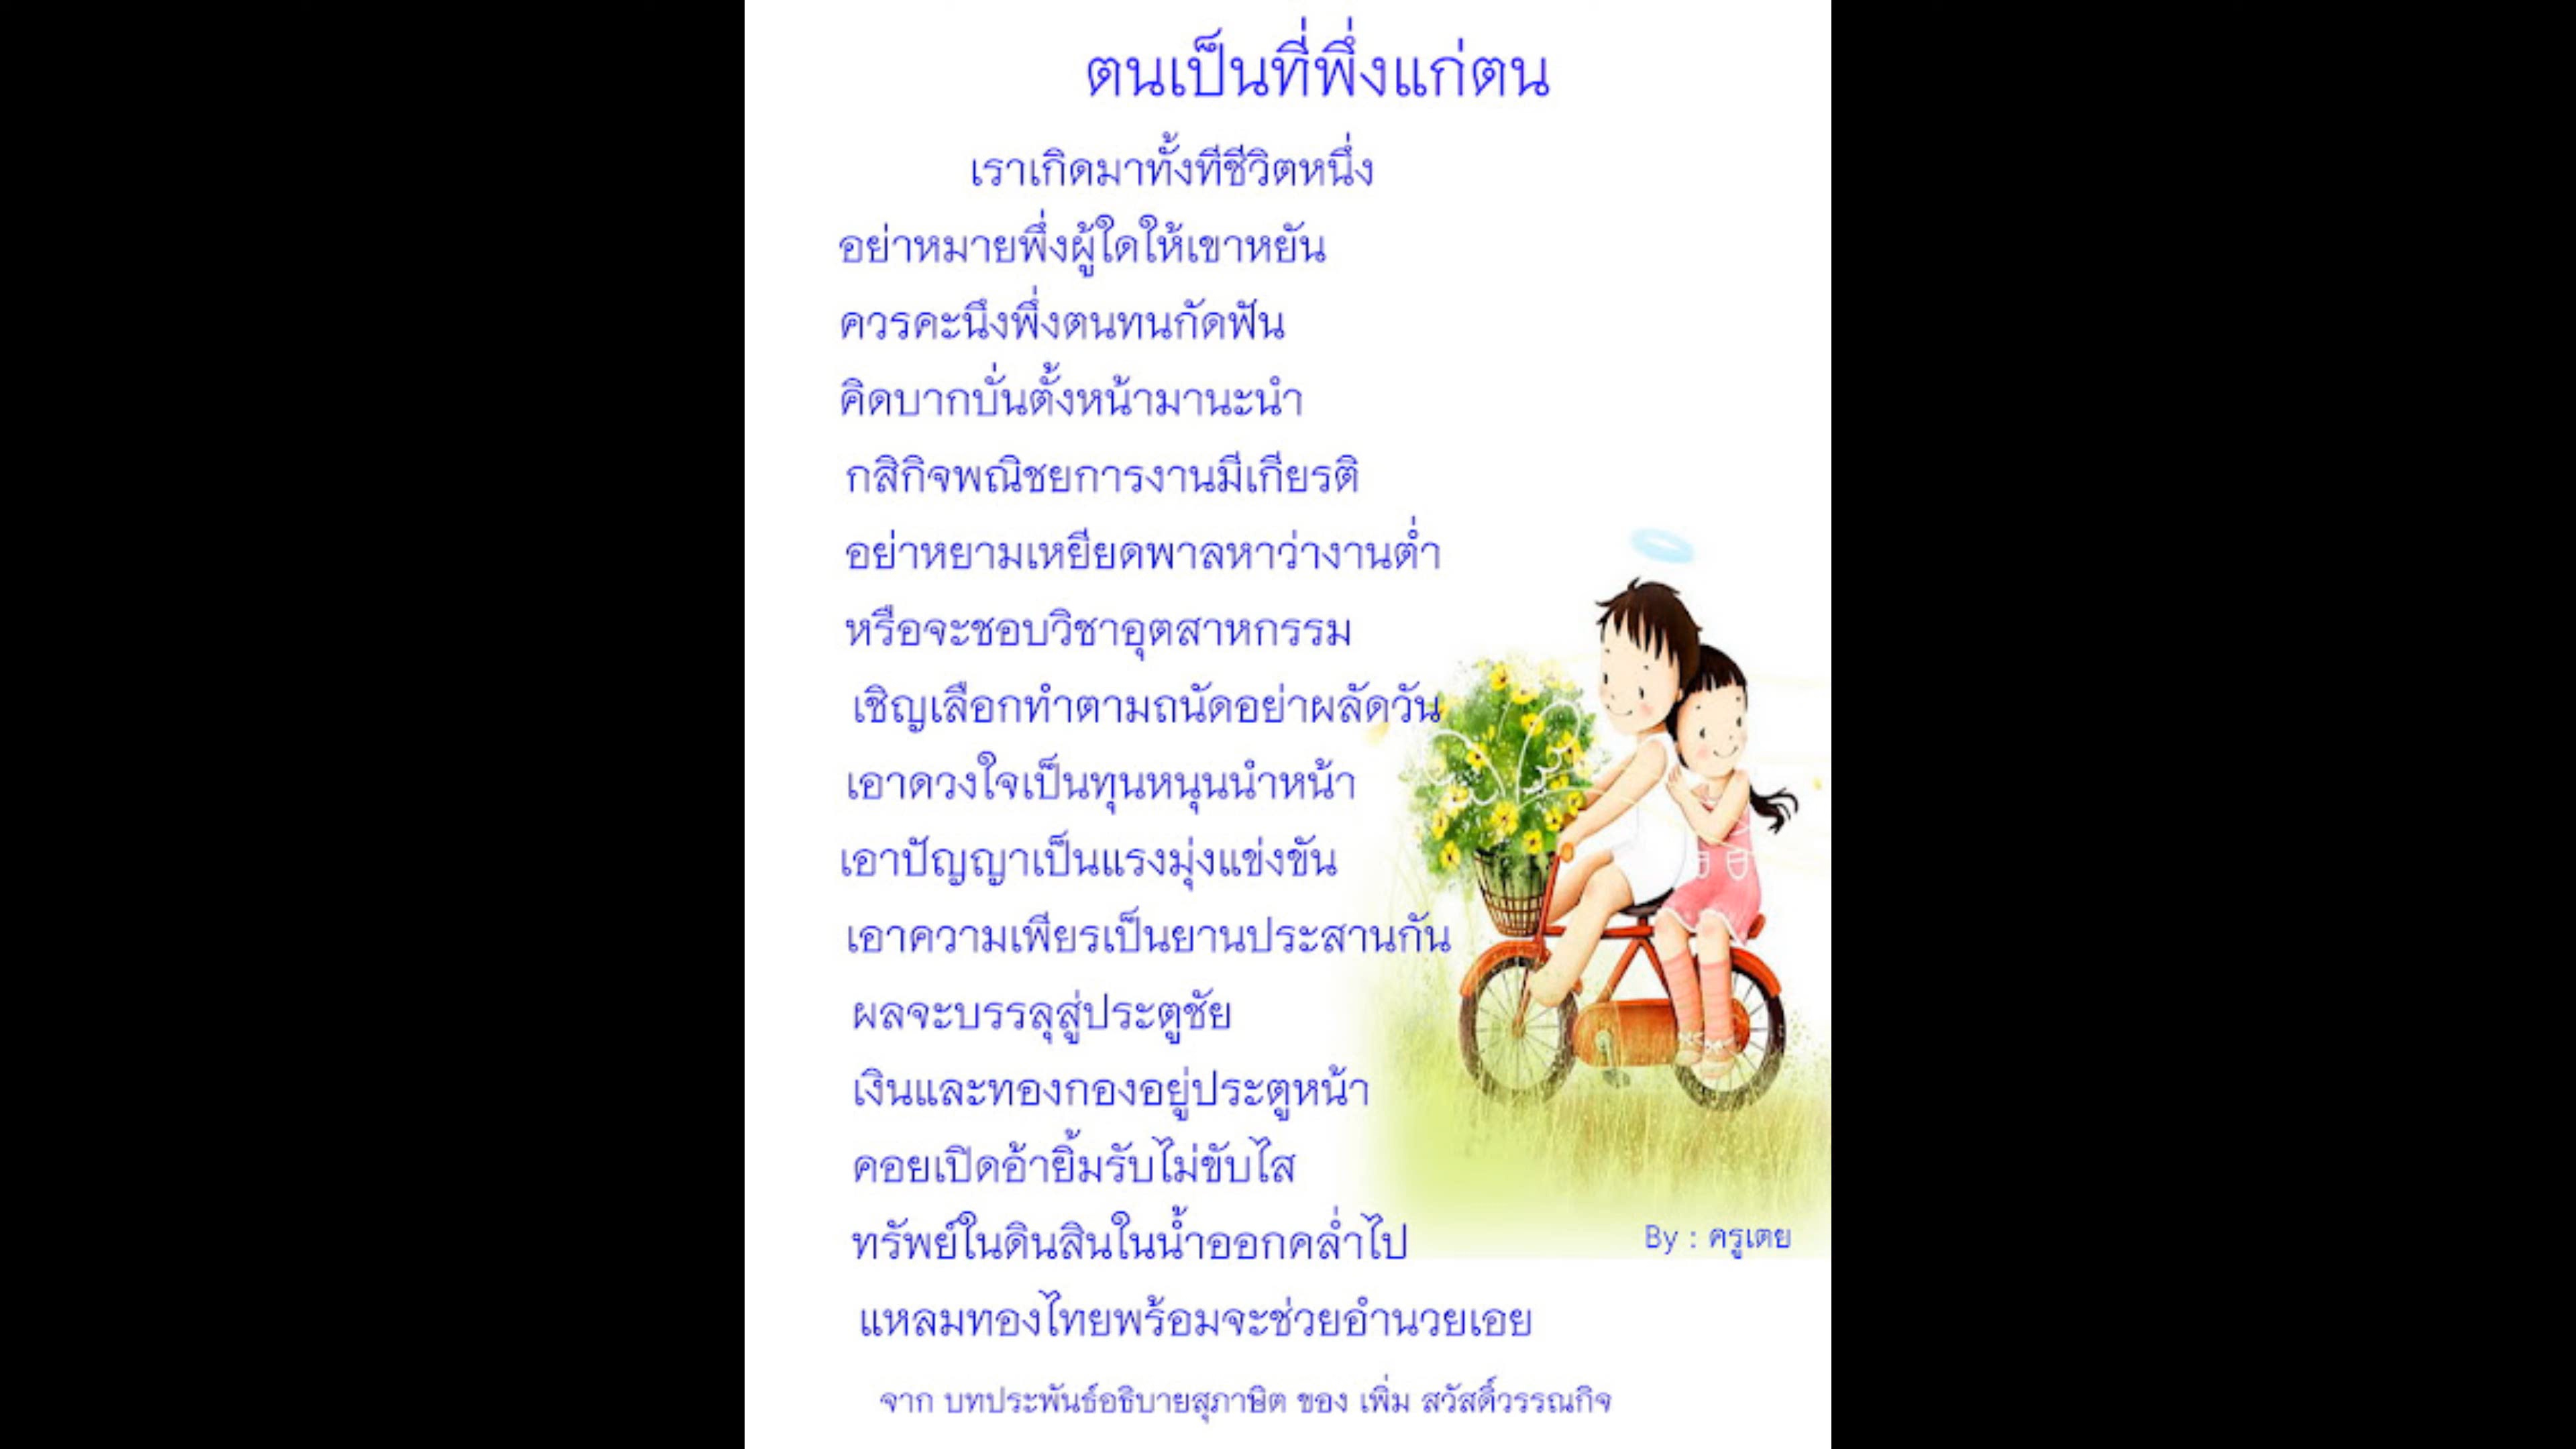 ตนเป็นที่พึ่งแก่ตน
เราเกิดมาทั้งทีชีวิตหนึ่ง
อย่าหมายพึ่งผู้ใดให้เขาหยัน
ควรคะนึงพึ่งตนทนกัดฟัน
คิดบากบั่นตั้งหน้ามานะนำ
กสิกิจพณิชยการงานมีเกียรติ
อย่าหยามเหยียดพาลหาว่างานต่ำ
หรือจะชอบวิชาอุตสาหกรรม
เชิญเลือกทำตามถนัดอย่าผลัดวัน
เอาดวงใจเป็นทุนหนุนนำหน้า
เอาปัญญาเป็นแรงมุ่งแข่งขัน
เอาความเพียรเป็นยานประสานกัน
ผลจะบรรลุสู่ประตูชัย
เงินและทองกองอยู่ประตูหน้า
คอยเปิดอ้ายิ้มรับไม่ขับไส
ทรัพย์ในดินสินในน้ำออกคล่ำไป
By : ครูเตย
แหลมทองไทยพร้อมจะช่วยอำนวยเอย
จาก บทประพันธ์อธิบายสุภาษิต ของ เพิ่ม สวัสดิ์วรรณกิจ